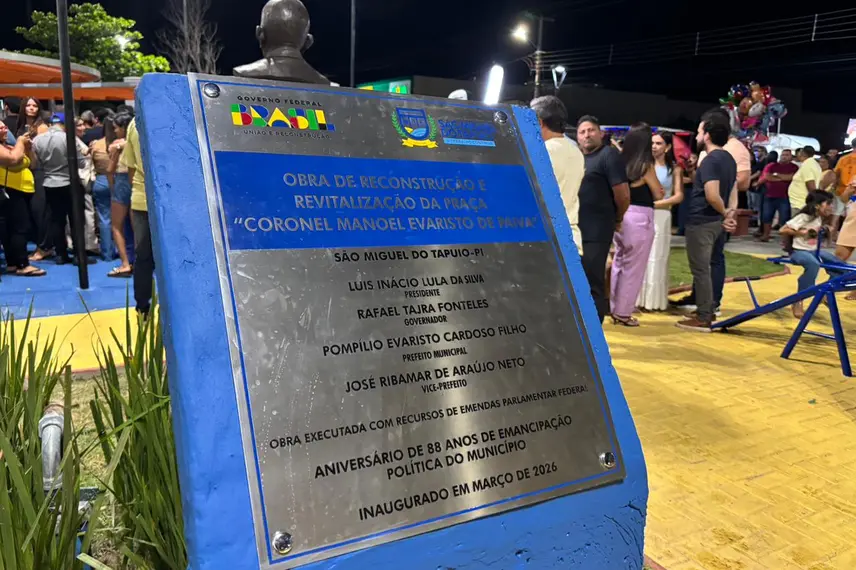 GOVERNO FEDERAL
BRASIL
UNIÃO E RECONSTRUÇÃO
OBRA DE RECONSTRUÇÃO E
REVITALIZAÇÃO DA PRAÇA
"CORONEL MANOEL EVARISTO DE PAIVA"
SÃO MIGUEL DO TAPUIO-PI
LUIS INÁCIO LULA DA SILVA
PRESIDENTE
RAFAEL TAJRA FONTELES
GOVERNADOR
POMPÍLIO EVARISTO CARDOSO FILHO
PREFEITO MUNICIPAL
JOSÉ RIBAMAR DE ARAÚJO NETO
VICE-PREFEITO
OBRA EXECUTADA COM RECURSOS DE EMENDAS PARLAMENTAR FEDERAL
ANIVERSÁRIO DE 88 ANOS DE EMANCIPAÇÃO
POLÍTICA DO MUNICÍPIO
INAUGURADO EM MARÇO DE 2026